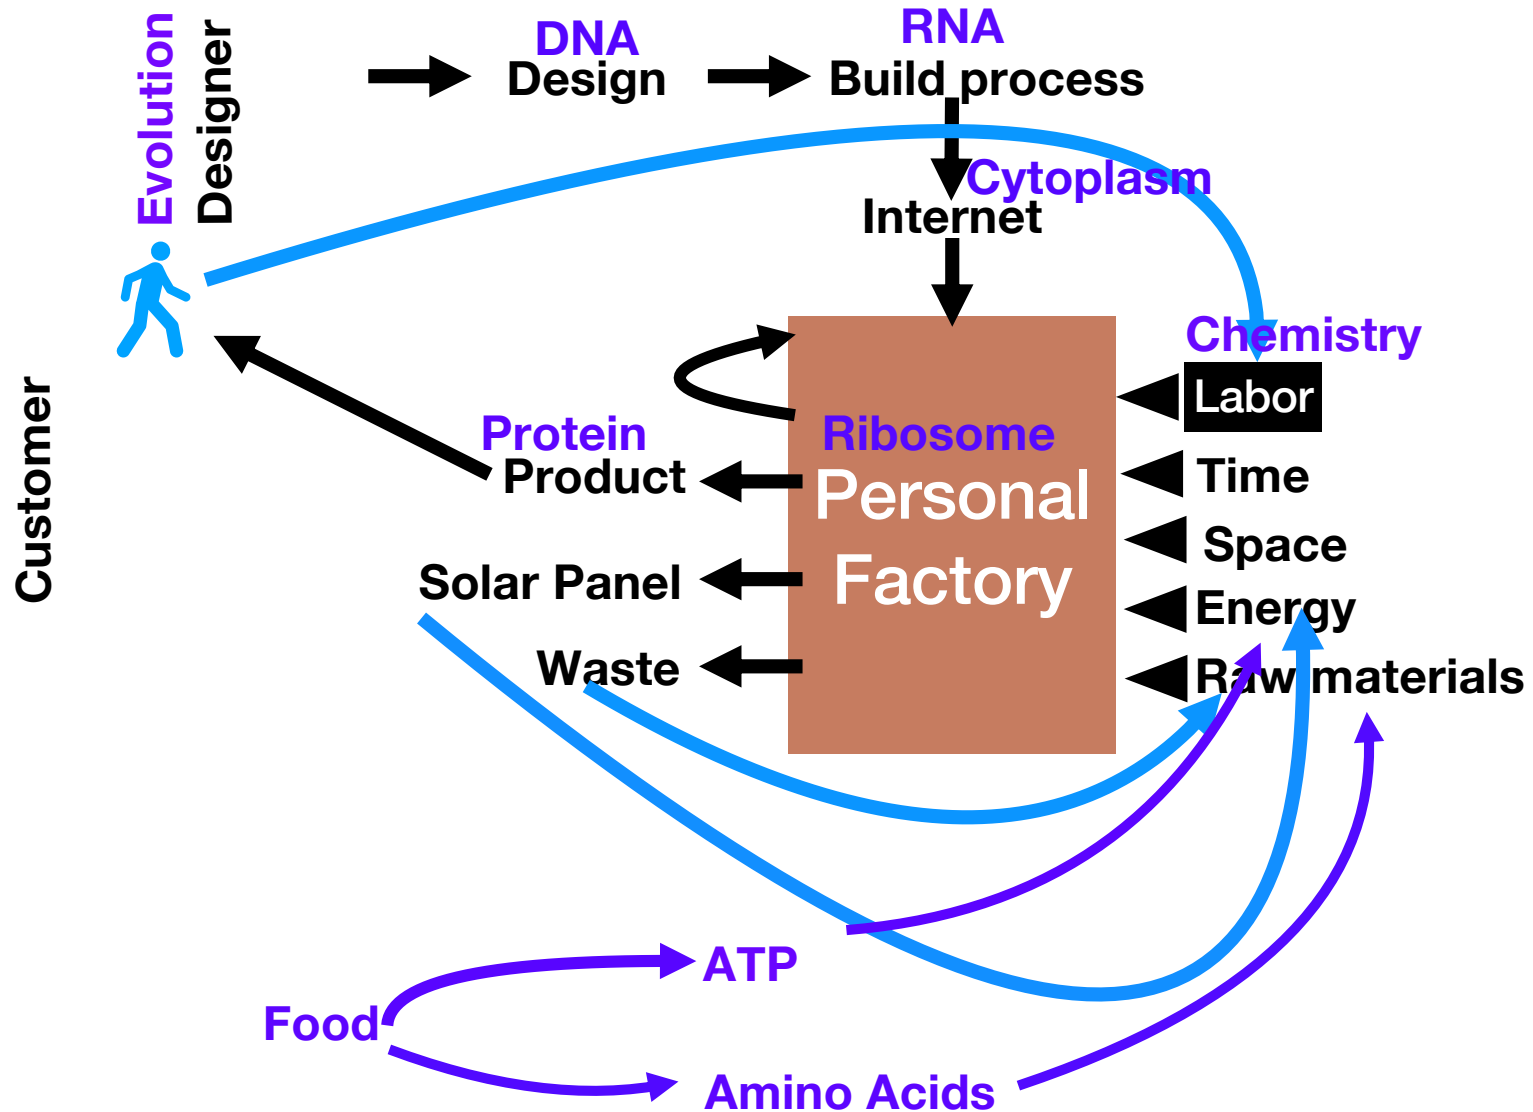 Evolution
Designer
DNA
Design
RNA
Build process
Cytoplasm
Internet
Chemistry
Labor
Customer
Protein
Product
Ribosome
Personal
Factory
Time
Space
Solar Panel
Energy
Waste
Raw materials
ATP
Food
Amino Acids